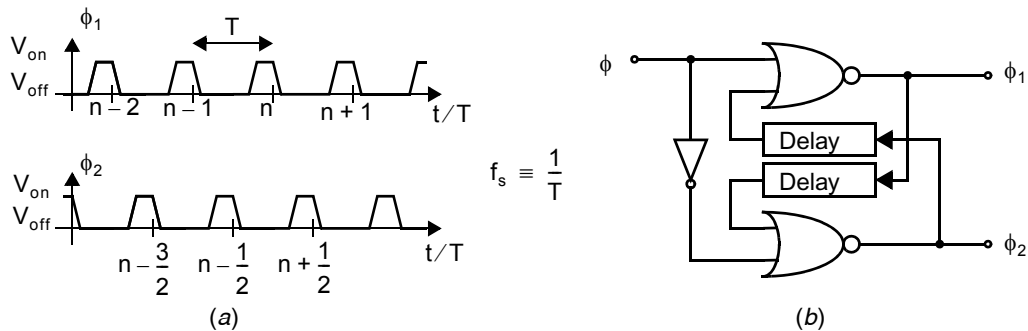 ϕ1
T
Von
Voff
n – 2
n – 1
n
n + 1
t/T
ϕ2
Von
Voff
n – 3/2
n – 1/2
n + 1/2
t/T
(a)
fs ≡ 1/T
ϕ
ϕ1
Delay
Delay
ϕ2
(b)